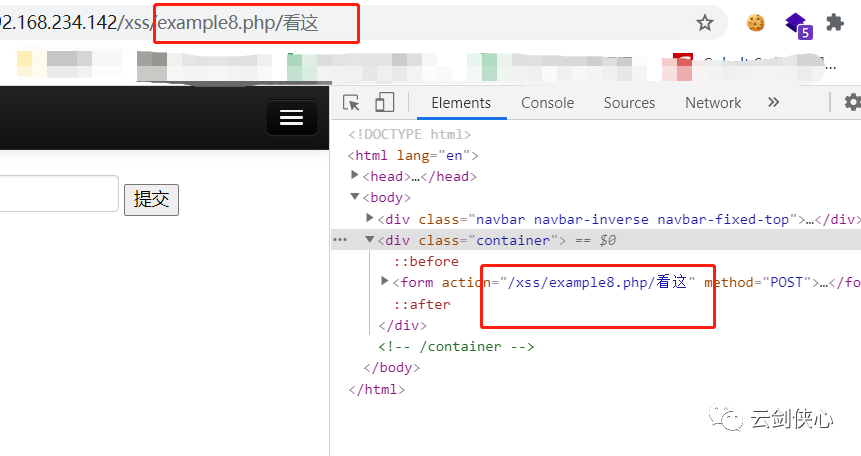 92.168.234.142/xss/example8.php/看这
5
Elements Console Sources Network »
提交
<!DOCTYPE html>
<html lang="en">
<head>…</head>
<body>
<div class="navbar navbar-inverse navbar-fixed-top">…</div>
<div class="container"> == $0
::before
<form action="/xss/example8.php/看这" method="POST">…</fo
::after
</div>
<!-- /container -->
</body>
</html>
云剑侠心